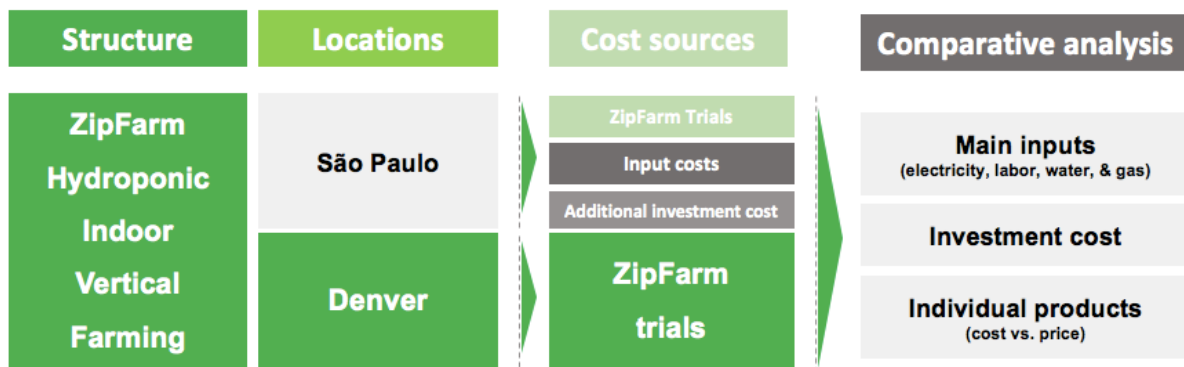 Structure
Locations
Cost sources
Comparative analysis
ZipFarm
Hydroponic
Indoor
Vertical
Farming
São Paulo
Denver
ZipFarm Trials
Input costs
Additional investment cost
ZipFarm
trials
Main inputs
(electricity, labor, water, & gas)
Investment cost
Individual products
(cost vs. price)